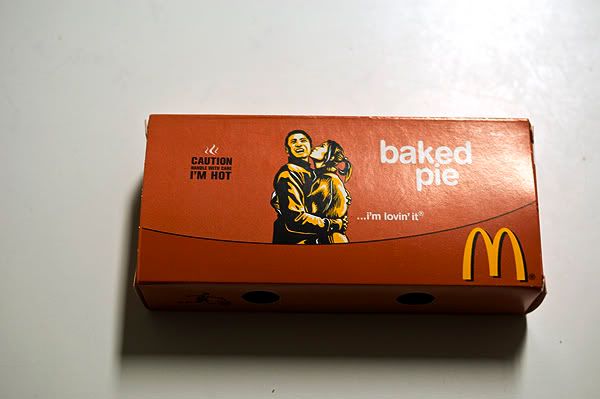 CAUTION
HANDLE WITH CARE
I'M HOT
baked
pie
...i'm lovin' it®
M®